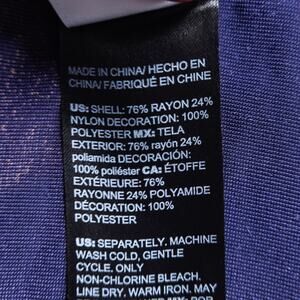 MADE IN CHINA/ HECHO EN
CHINA/ FABRIQUÉ EN CHINE
US: SHELL: 76% RAYON 24%
NYLON DECORATION: 100%
POLYESTER MX: TELA
EXTERIOR: 76% rayón 24%
poliamida DECORACIÓN:
100% poliéster CA: ÉTOFFE
EXTÉRIEURE: 76%
RAYONNE 24% POLYAMIDE
DÉCORATION: 100%
POLYESTER
US: SEPARATELY. MACHINE
WASH COLD, GENTLE
CYCLE. ONLY
NON-CHLORINE BLEACH.
LINE DRY. WARM IRON. MAY